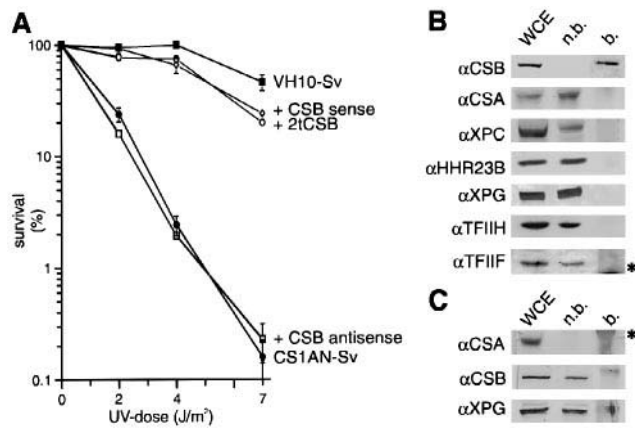 A
100
10
1
0.1
survival
(%)
0
2
4
7
UV-dose (J/m²)
VH10-Sv
+ CSB sense
+ 2tCSB
+ CSB antisense
CS1AN-Sv
B
WCE n.b. b.
αCSB
αCSA
αXPC
αHHR23B
αXPG
αTFIIH
αTFIIF *
C
WCE n.b. b.
αCSA *
αCSB
αXPG